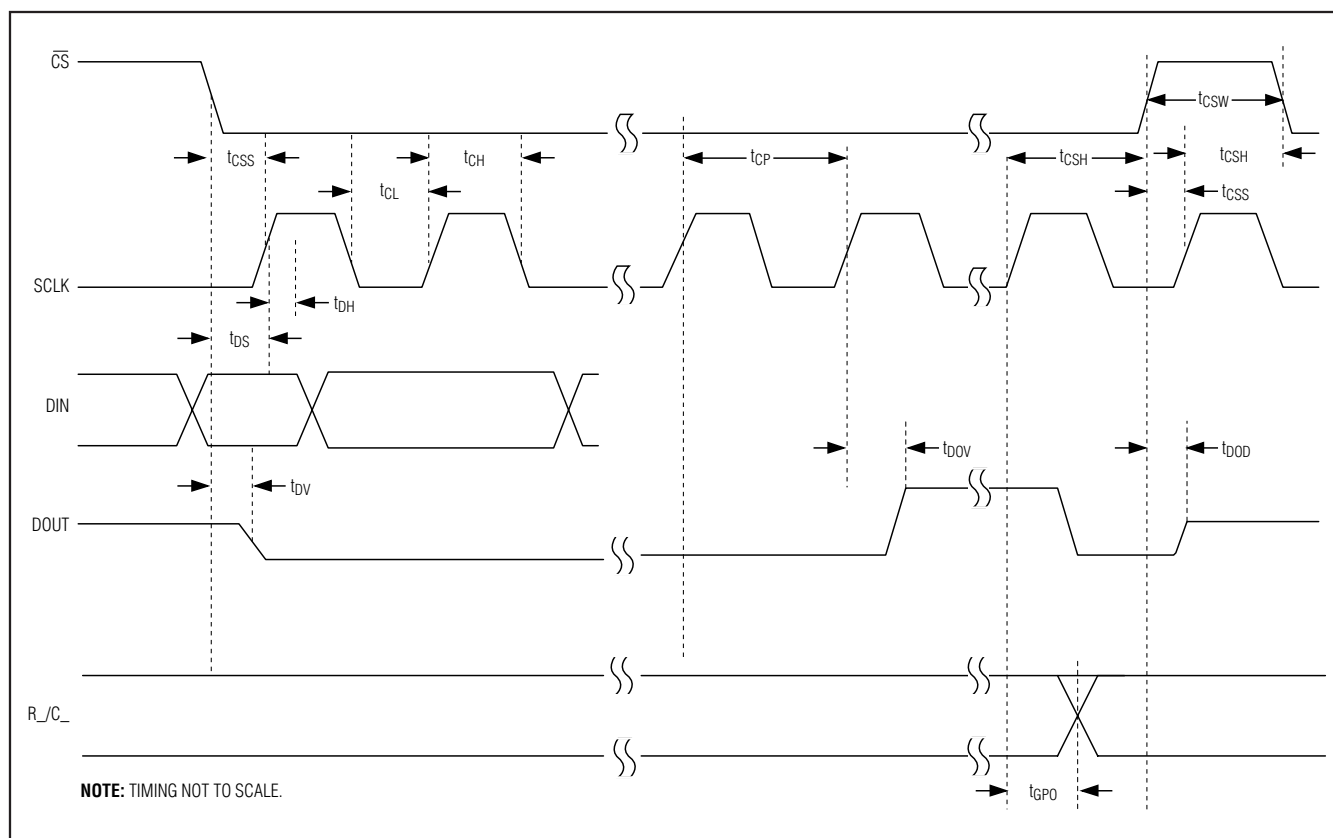 CS
tCSW
tCSS
tCH
tCP
tCSH
tCSH
tCL
tCSS
SCLK
tDH
tDS
DIN
tDOV
tDOD
tDV
DOUT
R_/C_
NOTE: TIMING NOT TO SCALE.
tGPO